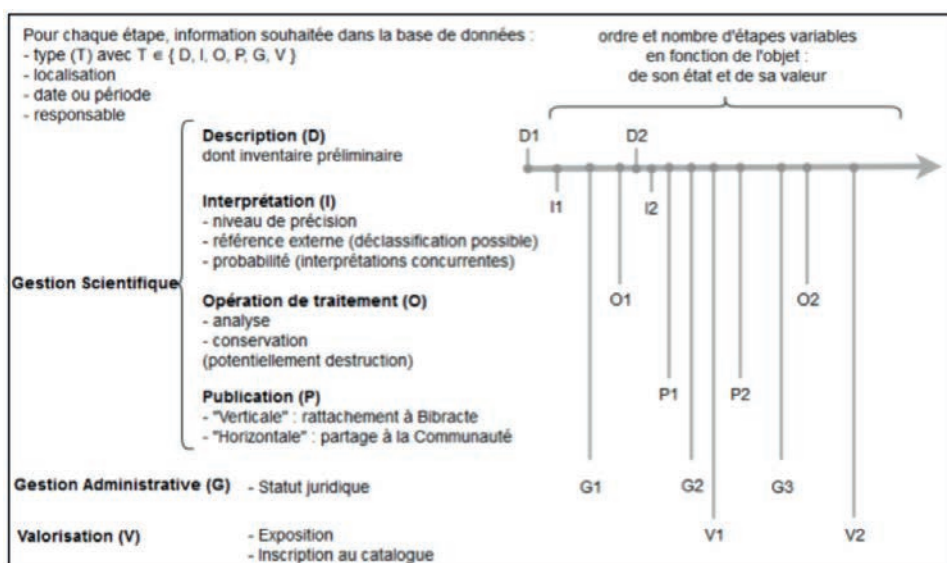 Pour chaque étape, information souhaitée dans la base de données :
- type (T) avec T ∈ { D, I, O, P, G, V }
- localisation
- date ou période
- responsable
ordre et nombre d'étapes variables
en fonction de l'objet :
de son état et de sa valeur
Gestion Scientifique
Description (D)
dont inventaire préliminaire
Interprétation (I)
- niveau de précision
- référence externe (déclassification possible)
- probabilité (interprétations concurrentes)
Opération de traitement (O)
- analyse
- conservation
(potentiellement destruction)
Publication (P)
- "Verticale" : rattachement à Bibracte
- "Horizontale" : partage à la Communauté
Gestion Administrative (G) - Statut juridique
Valorisation (V) - Exposition
- Inscription au catalogue
D1 D2
I1 I2
O1 O2
P1 P2
G1 G2 G3
V1 V2